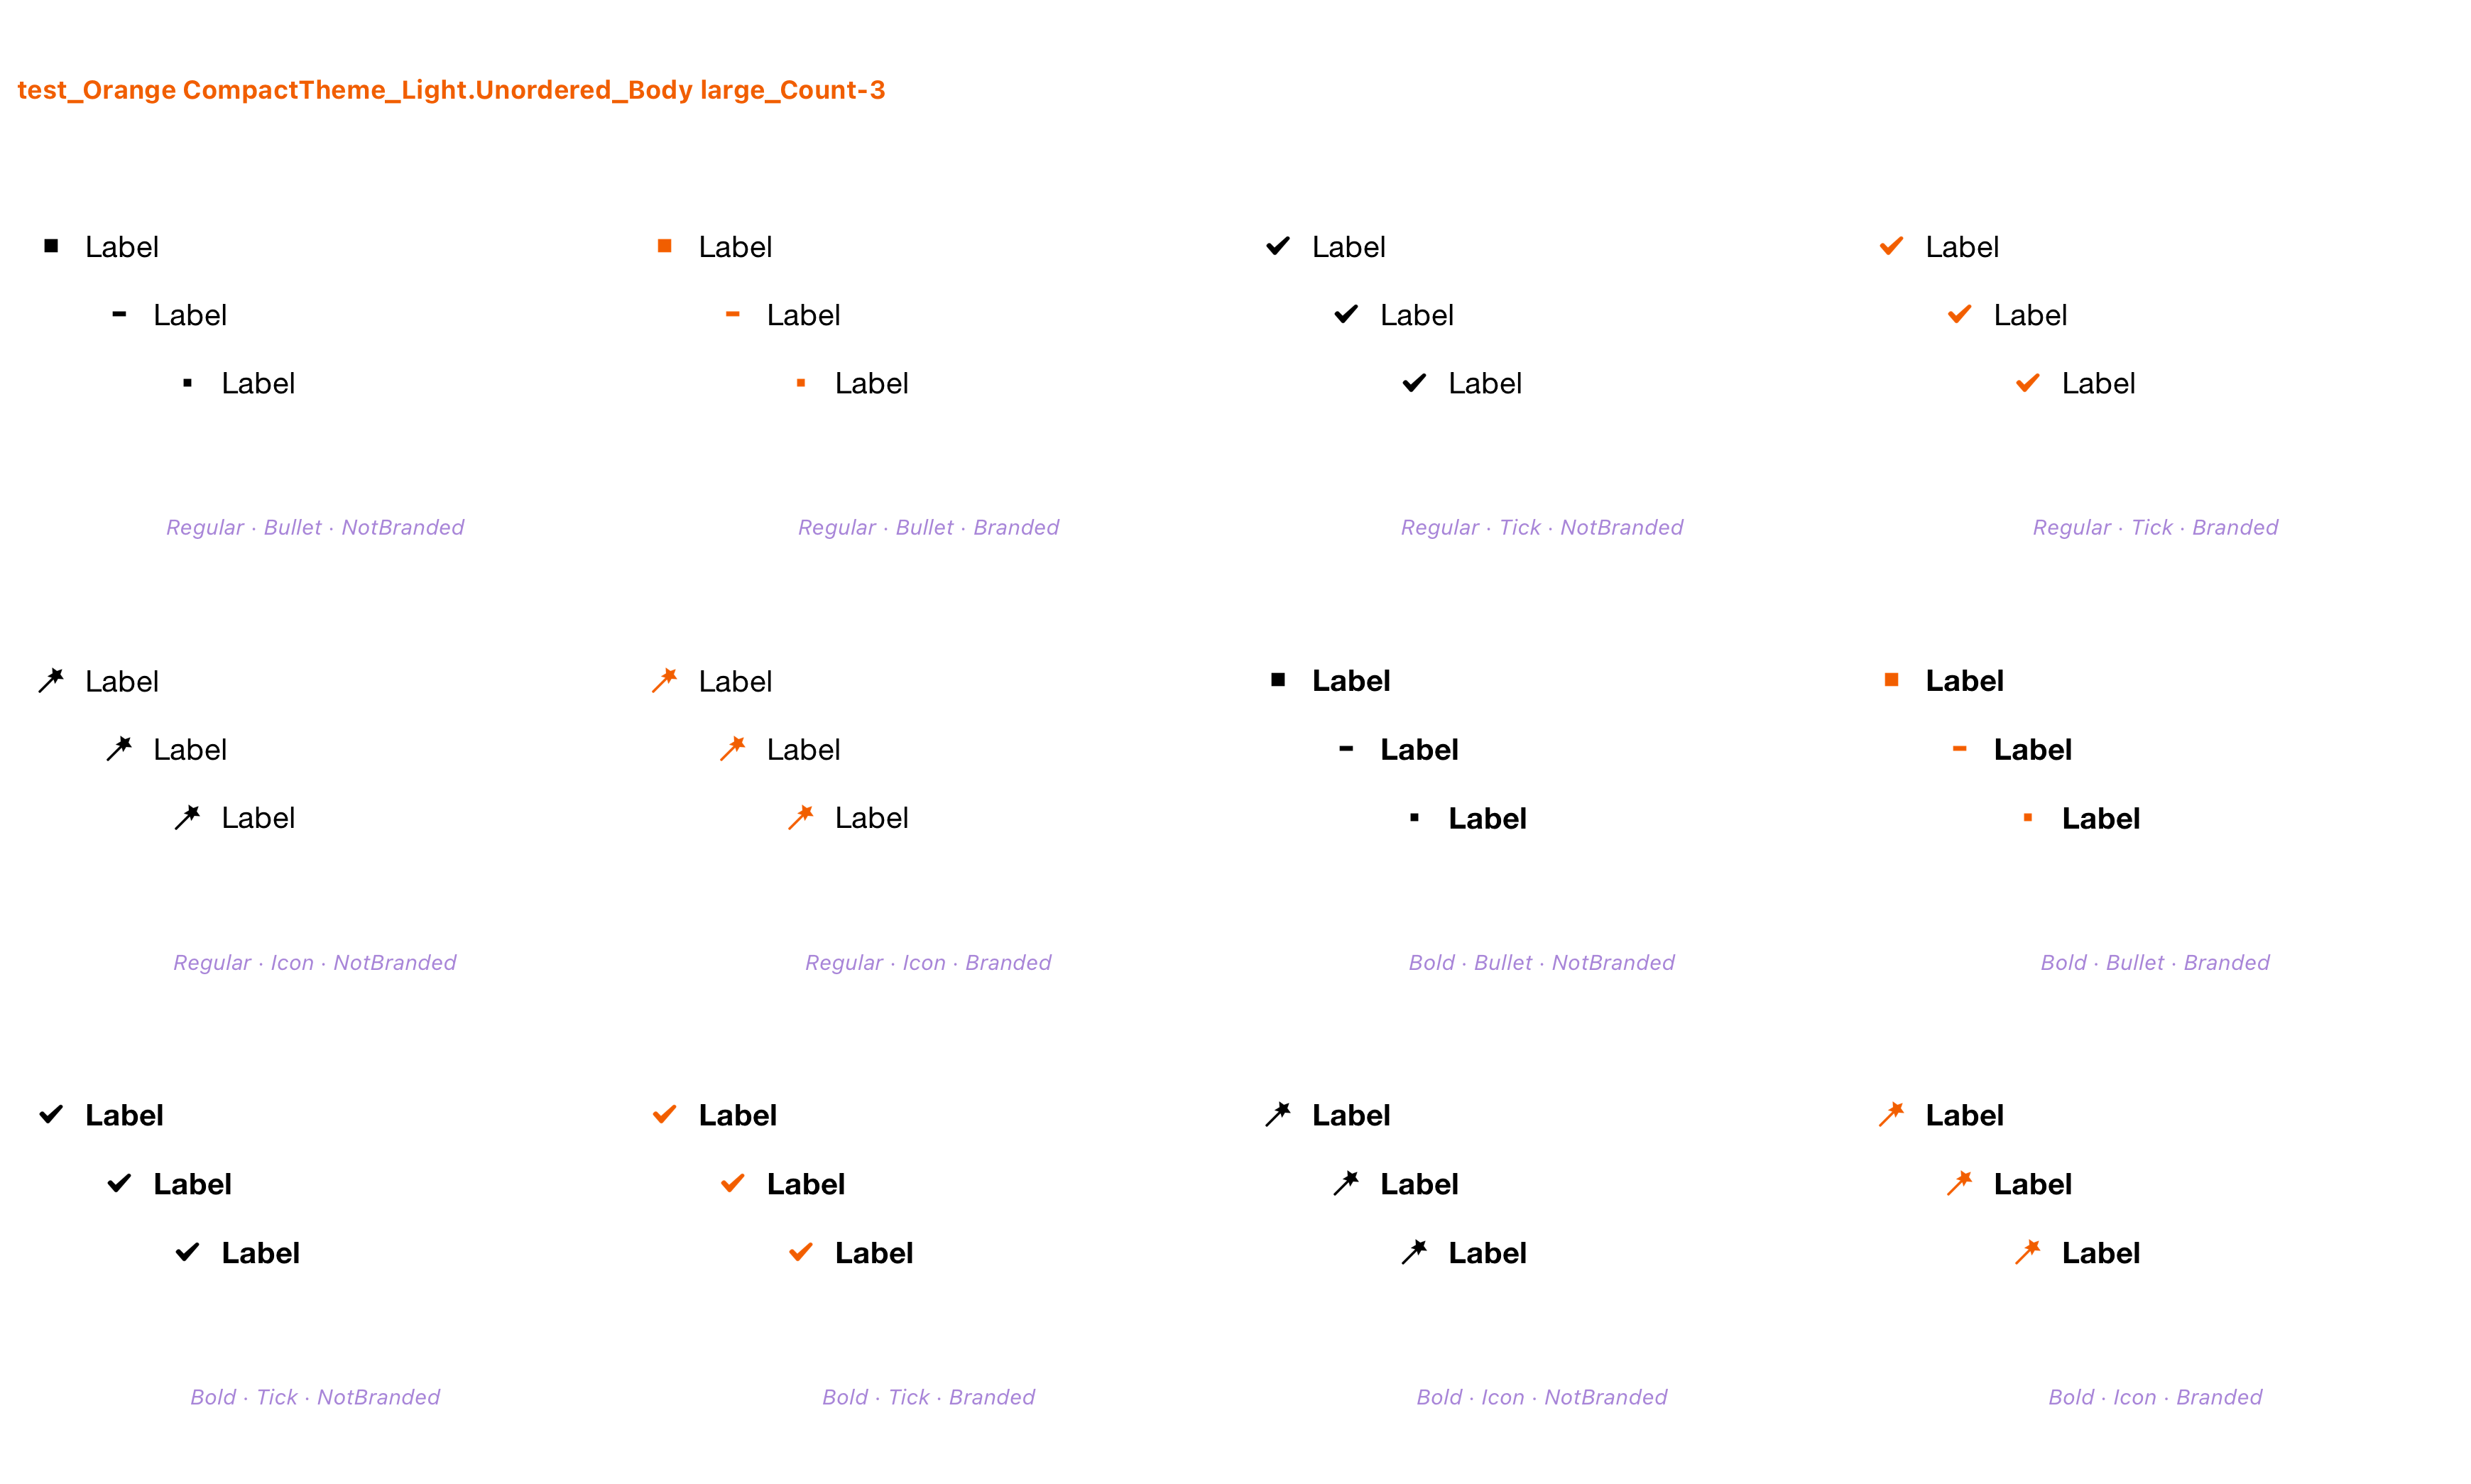 test_Orange CompactTheme_Light.Unordered_Body large_Count-3
Label
Label
Label
Regular · Bullet · NotBranded
Label
Label
Label
Regular · Bullet · Branded
Label
Label
Label
Regular · Tick · NotBranded
Label
Label
Label
Regular · Tick · Branded
Label
Label
Label
Regular · Icon · NotBranded
Label
Label
Label
Regular · Icon · Branded
Label
Label
Label
Bold · Bullet · NotBranded
Label
Label
Label
Bold · Bullet · Branded
Label
Label
Label
Bold · Tick · NotBranded
Label
Label
Label
Bold · Tick · Branded
Label
Label
Label
Bold · Icon · NotBranded
Label
Label
Label
Bold · Icon · Branded